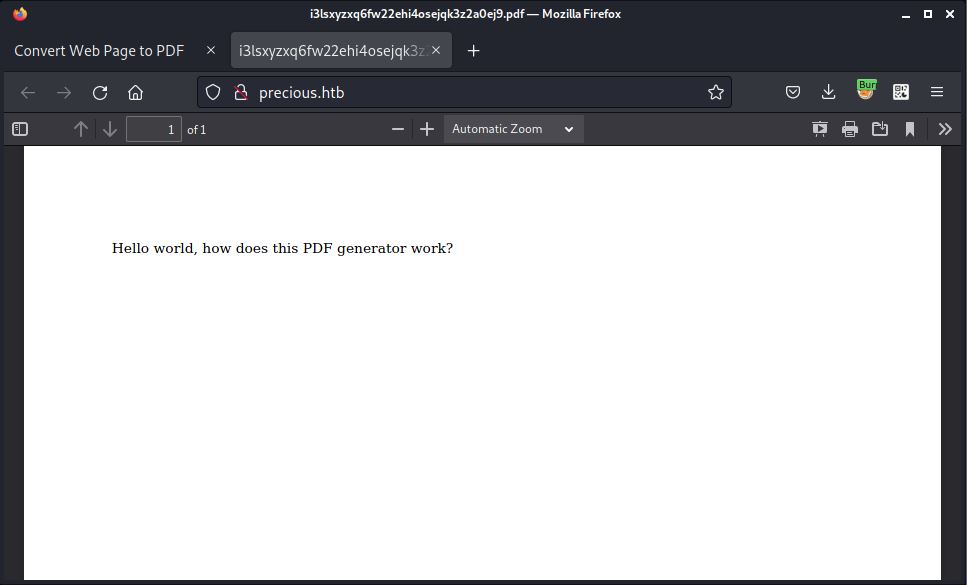 i3lsxyzxq6fw22ehi4osejqk3z2a0ej9.pdf — Mozilla Firefox
Convert Web Page to PDF
i3lsxyzxq6fw22ehi4osejqk3z2
precious.htb
Bur
1 of 1
Automatic Zoom
Hello world, how does this PDF generator work?